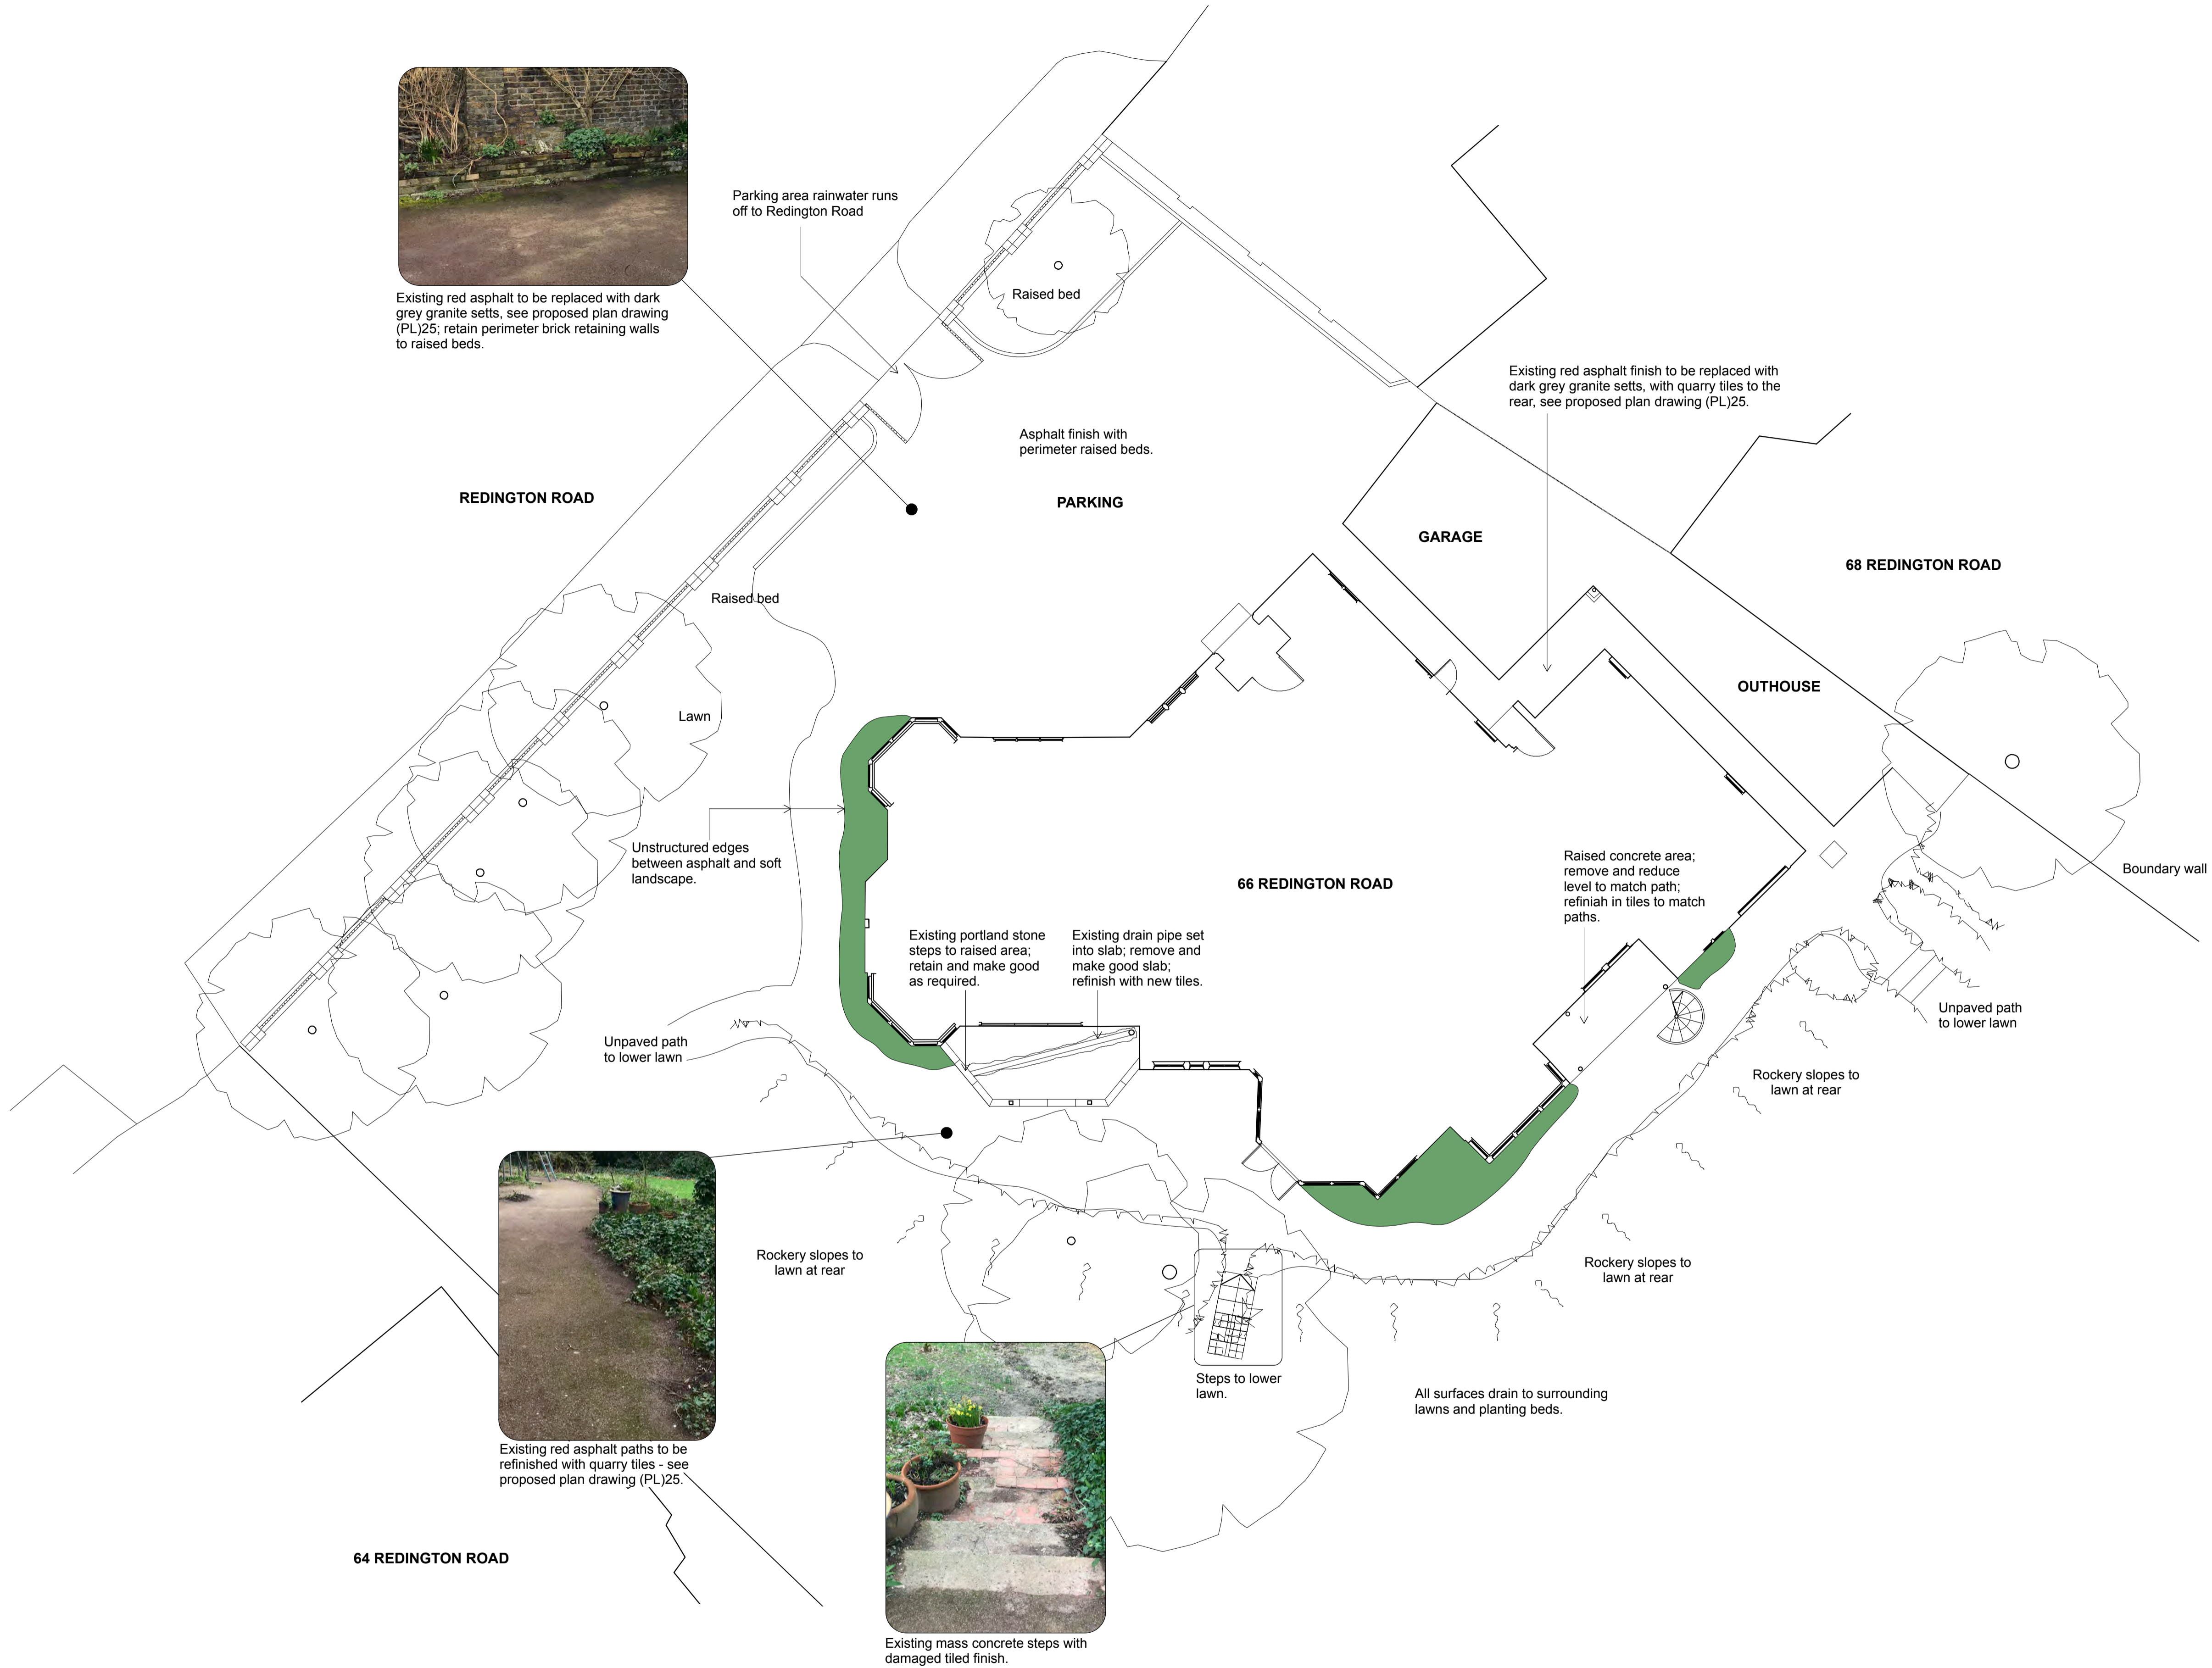 Parking area rainwater runs
off to Redington Road
Raised bed
Existing red asphalt to be replaced with dark
grey granite setts, see proposed plan drawing
(PL)25; retain perimeter brick retaining walls
to raised beds.
Existing red asphalt finish to be replaced with
dark grey granite setts, with quarry tiles to the
rear, see proposed plan drawing (PL)25.
Asphalt finish with
perimeter raised beds.
REDINGTON ROAD
PARKING
GARAGE
68 REDINGTON ROAD
Raised bed
OUTHOUSE
Lawn
Unstructured edges
between asphalt and soft
landscape.
66 REDINGTON ROAD
Raised concrete area;
remove and reduce
level to match path;
refiniah in tiles to match
paths.
Boundary wall
Existing portland stone
steps to raised area;
retain and make good
as required.
Existing drain pipe set
into slab; remove and
make good slab;
refinish with new tiles.
Unpaved path
to lower lawn
Unpaved path
to lower lawn
Rockery slopes to
lawn at rear
Rockery slopes to
lawn at rear
Rockery slopes to
lawn at rear
Steps to lower
lawn.
All surfaces drain to surrounding
lawns and planting beds.
Existing red asphalt paths to be
refinished with quarry tiles - see
proposed plan drawing (PL)25.
64 REDINGTON ROAD
Existing mass concrete steps with
damaged tiled finish.